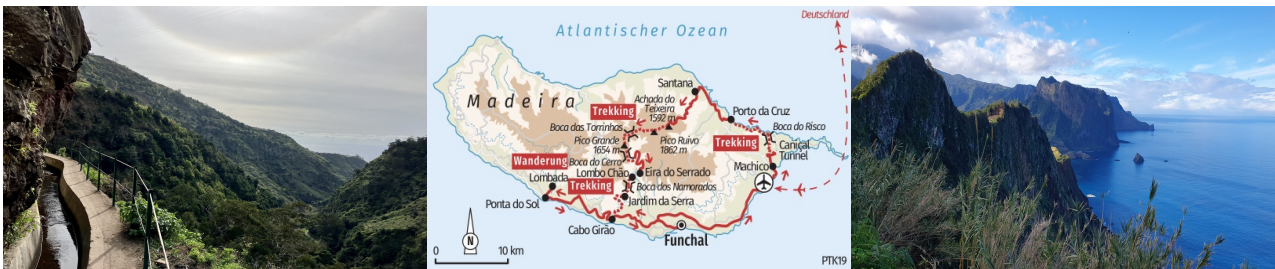 Deutschland
Atlantischer Ozean
Madeira
Santana
Achada do
Teixeira
1592 m
Trekking
Porto da Cruz
Boca das Torrinhas
Boca do Risco
Pico Grande
1654 m
Pico Ruivo
1862 m
Trekking
Caniçal
Tunnel
Wanderung
Boca do Cerro
Machico
Lombo Chão
Eira do Serrado
Lombada
Trekking
Boca dos Namorados
Ponta do Sol
Jardim da Serra
Cabo Girão
Funchal
N
0
10 km
PTK19